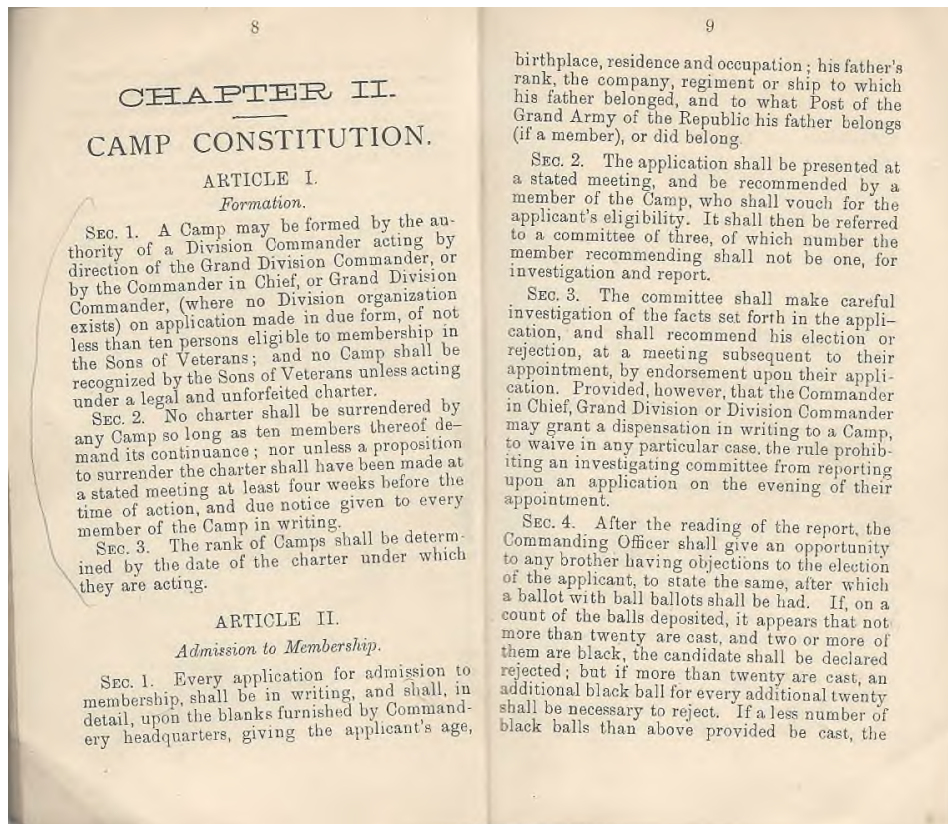 8
CHAPTER II.
CAMP CONSTITUTION.
ARTICLE I.
Formation.
SEC. 1. A Camp may be formed by the au-
thority of a Division Commander acting by
direction of the Grand Division Commander, or
by the Commander in Chief, or Grand Division
Commander, (where no Division organization
exists) on application made in due form, of not
less than ten persons eligible to membership in
the Sons of Veterans; and no Camp shall be
recognized by the Sons of Veterans unless acting
under a legal and unforfeited charter.
SEC. 2. No charter shall be surrendered by
any Camp so long as ten members thereof de-
mand its continuance; nor unless a proposition
to surrender the charter shall have been made at
a stated meeting at least four weeks before the
time of action, and due notice given to every
member of the Camp in writing.
SEC. 3. The rank of Camps shall be determ-
ined by the date of the charter under which
they are acting.
ARTICLE II.
Admission to Membership.
SEC. 1. Every application for admission to
membership, shall be in writing, and shall, in
detail, upon the blanks furnished by Command-
ery headquarters, giving the applicant's age,
9
birthplace, residence and occupation; his father's
rank, the company, regiment or ship to which
his father belonged, and to what Post of the
Grand Army of the Republic his father belongs
(if a member), or did belong.
SEC. 2. The application shall be presented at
a stated meeting, and be recommended by a
member of the Camp, who shall vouch for the
applicant's eligibility. It shall then be referred
to a committee of three, of which number the
member recommending shall not be one, for
investigation and report.
SEC. 3. The committee shall make careful
investigation of the facts set forth in the appli-
cation, and shall recommend his election or
rejection, at a meeting subsequent to their
appointment, by endorsement upon their appli-
cation. Provided, however, that the Commander
in Chief, Grand Division or Division Commander
may grant a dispensation in writing to a Camp,
to waive in any particular case, the rule prohib-
iting an investigating committee from reporting
upon an application on the evening of their
appointment.
SEC. 4. After the reading of the report, the
Commanding Officer shall give an opportunity
to any brother having objections to the election
of the applicant, to state the same, after which
a ballot with ball ballots shall be had. If, on a
count of the balls deposited, it appears that not
more than twenty are cast, and two or more of
them are black, the candidate shall be declared
rejected; but if more than twenty are cast, an
additional black ball for every additional twenty
shall be necessary to reject. If a less number of
black balls than above provided be cast, the